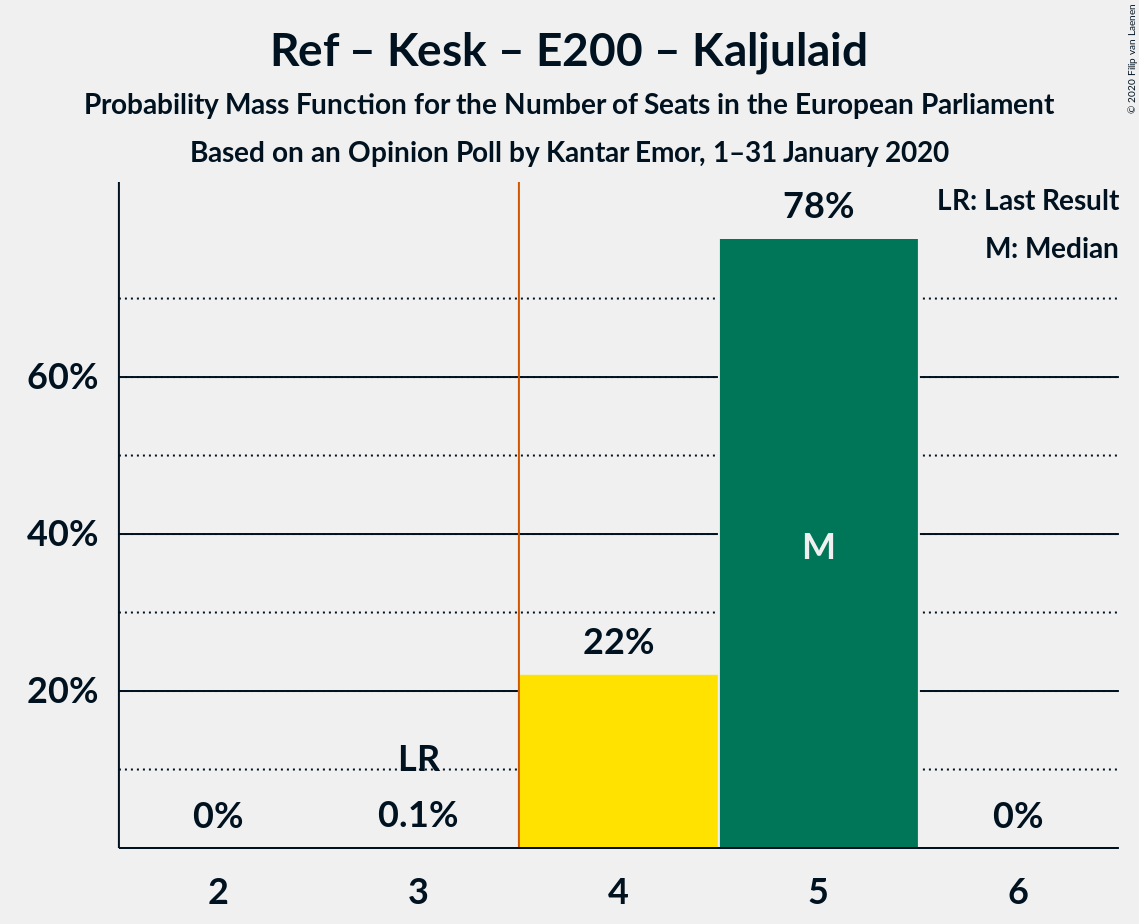 Ref – Kesk – E200 – Kaljulaid
Probability Mass Function for the Number of Seats in the European Parliament
Based on an Opinion Poll by Kantar Emor, 1–31 January 2020
© 2020 Filip van Laenen
LR: Last Result
M: Median
78%
60%
40%
M
22%
20%
LR
0%
0.1%
0%
2
3
4
5
6